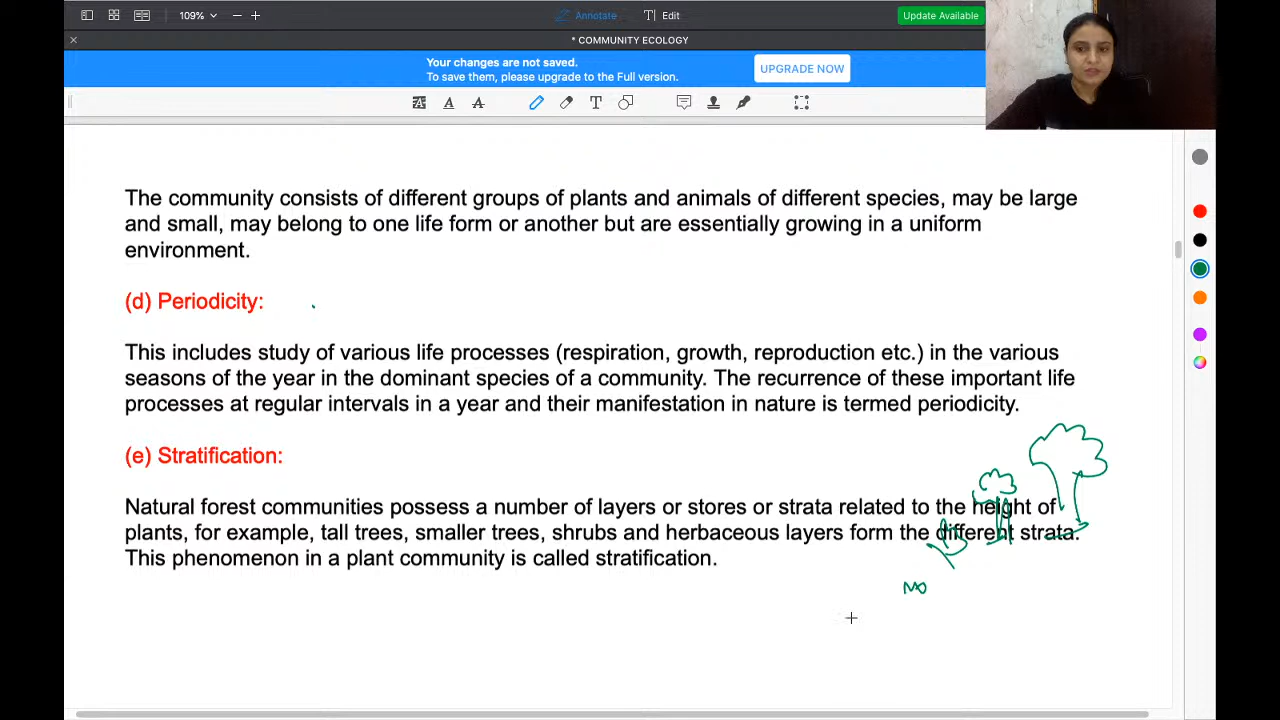 109%
Annotate
Edit
Update Available
* COMMUNITY ECOLOGY
Your changes are not saved.
To save them, please upgrade to the Full version.
UPGRADE NOW
A A A T
The community consists of different groups of plants and animals of different species, may be large
and small, may belong to one life form or another but are essentially growing in a uniform
environment.
(d) Periodicity:
This includes study of various life processes (respiration, growth, reproduction etc.) in the various
seasons of the year in the dominant species of a community. The recurrence of these important life
processes at regular intervals in a year and their manifestation in nature is termed periodicity.
(e) Stratification:
Natural forest communities possess a number of layers or stores or strata related to the height of
plants, for example, tall trees, smaller trees, shrubs and herbaceous layers form the different strata.
This phenomenon in a plant community is called stratification.